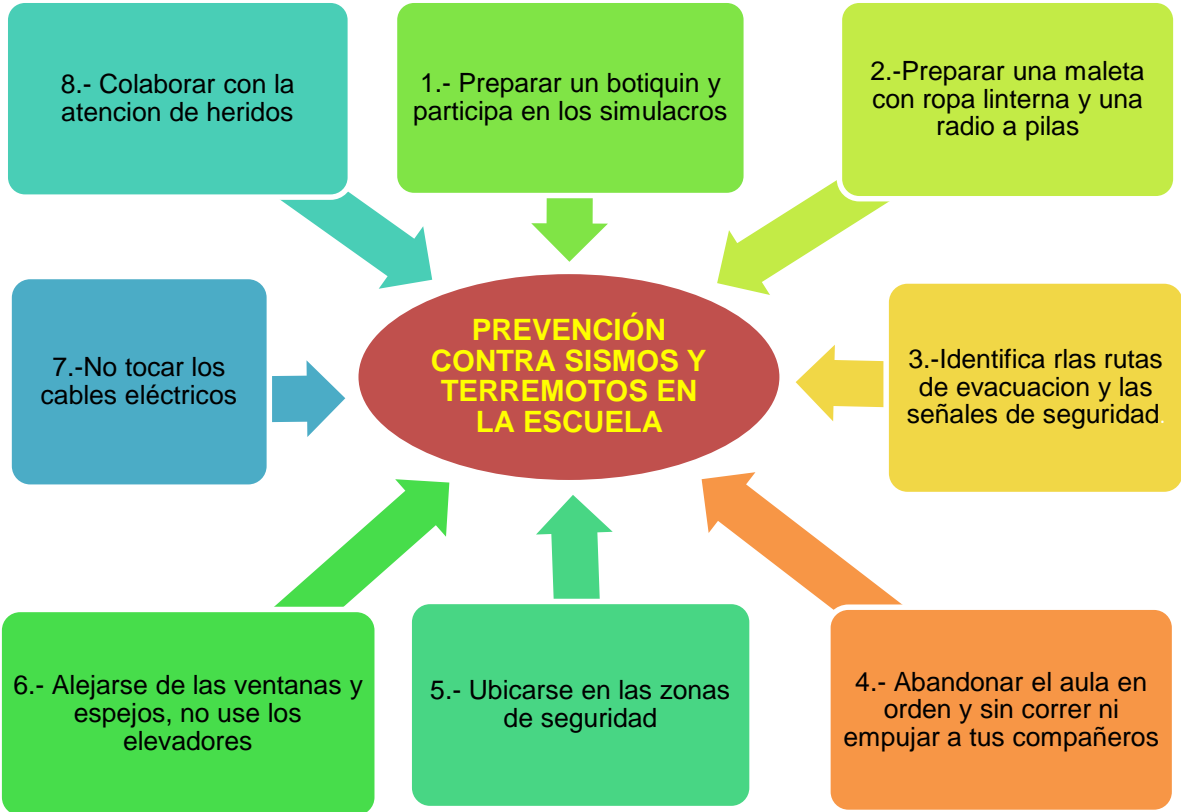 8.- Colaborar con la
atencion de heridos
1.- Preparar un botiquin y
participa en los simulacros
2.-Preparar una maleta
con ropa linterna y una
radio a pilas
7.-No tocar los
cables eléctricos
PREVENCIÓN
CONTRA SISMOS Y
TERREMOTOS EN
LA ESCUELA
3.-Identifica rlas rutas
de evacuacion y las
señales de seguridad.
6.- Alejarse de las ventanas y
espejos, no use los
elevadores
5.- Ubicarse en las zonas
de seguridad
4.- Abandonar el aula en
orden y sin correr ni
empujar a tus compañeros